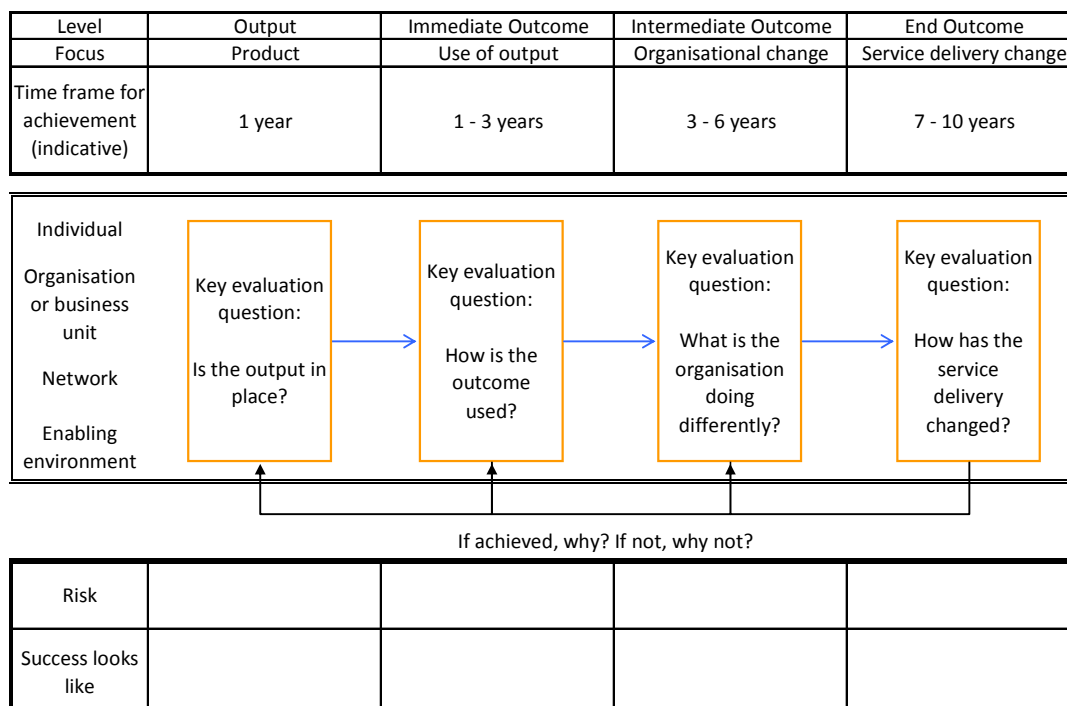 Level Output Immediate Outcome Intermediate Outcome End Outcome
Focus Product Use of output Organisational change Service delivery change
Time frame for
achievement
(indicative)
1 year 1 - 3 years 3 - 6 years 7 - 10 years
Individual
Organisation
or business
unit
Network
Enabling
environment
Key evaluation
question:
Is the output in
place?
Key evaluation
question:
How is the
outcome
used?
Key evaluation
question:
What is the
organisation
doing
differently?
Key evaluation
question:
How has the
service
delivery
changed?
If achieved, why? If not, why not?
Risk
Success looks
like